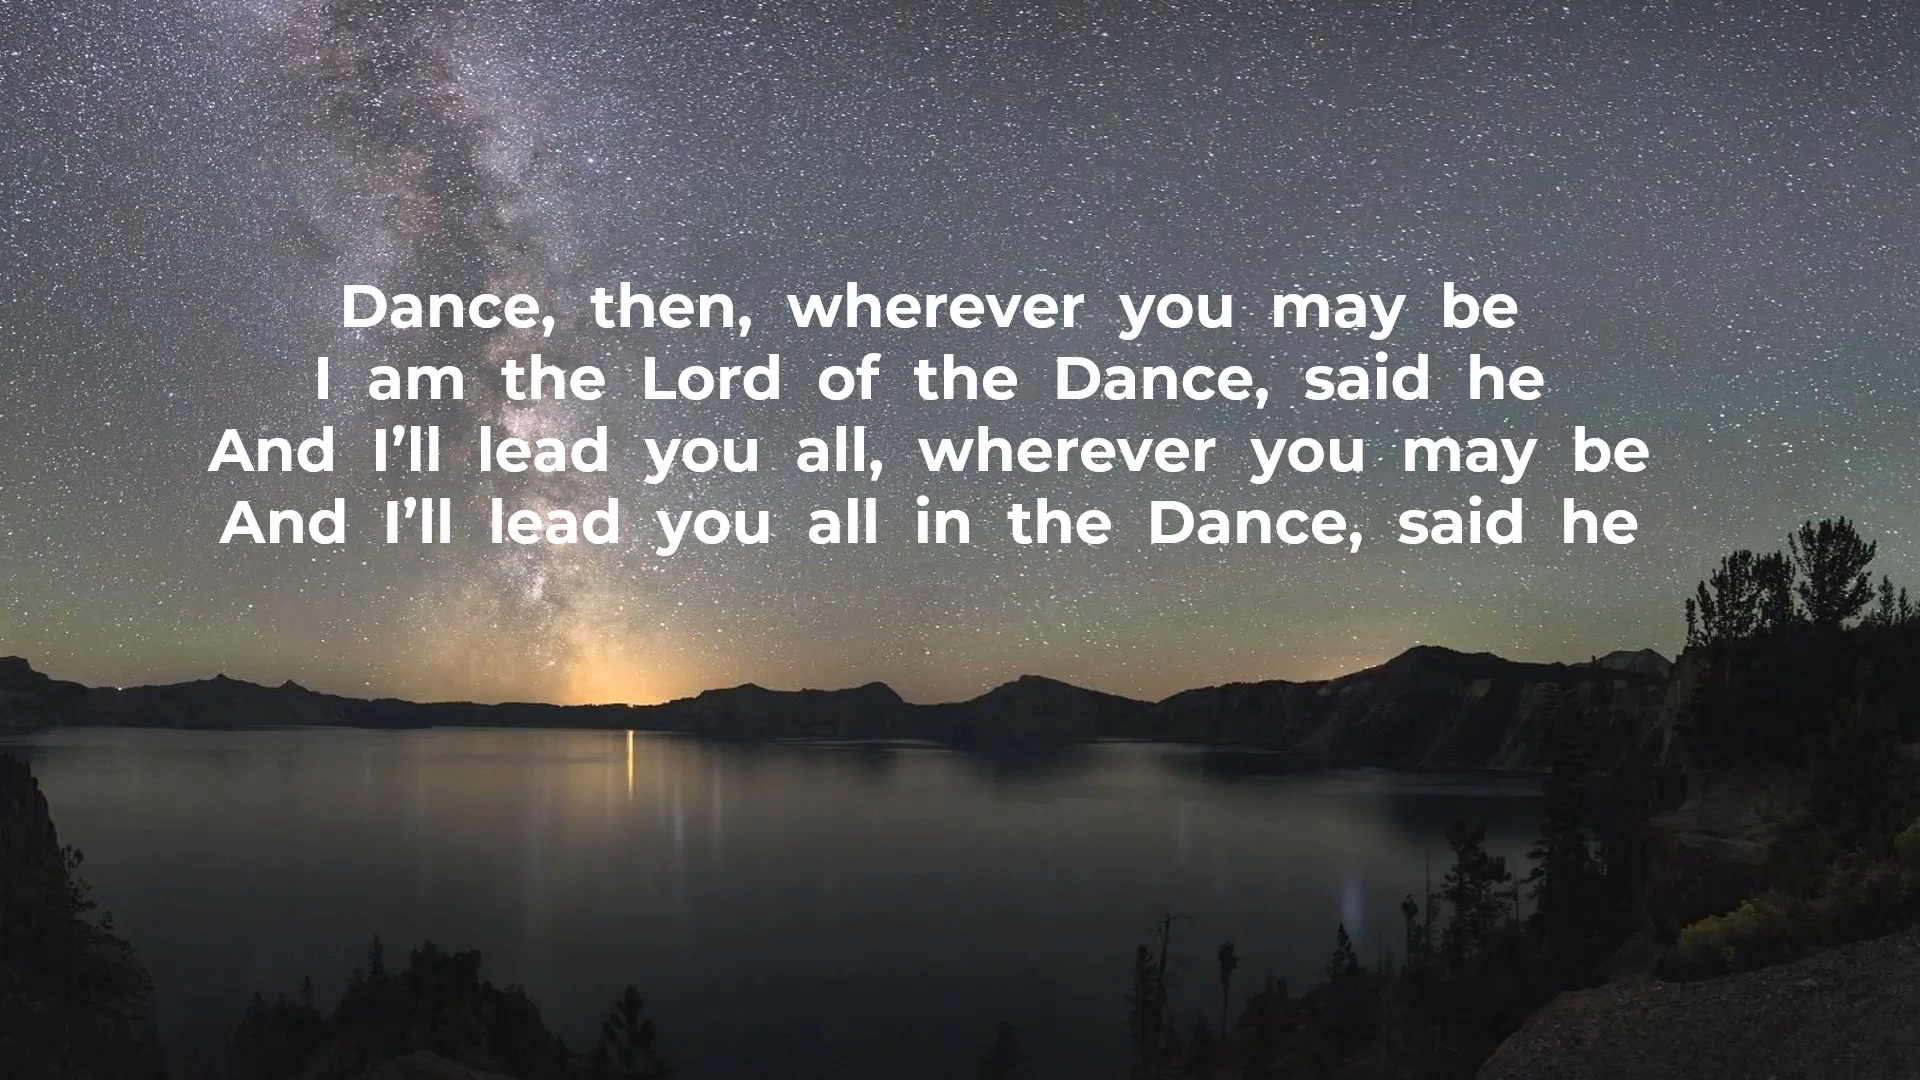 Dance, then, wherever you may be
I am the Lord of the Dance, said he
And I’ll lead you all, wherever you may be
And I’ll lead you all in the Dance, said he